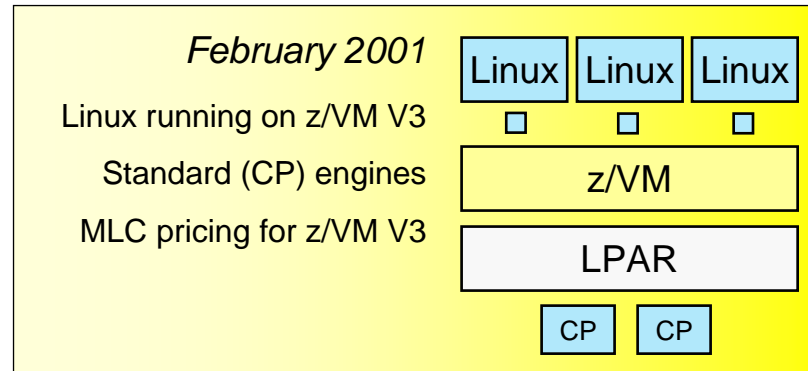 February 2001
Linux running on z/VM V3
Standard (CP) engines
MLC pricing for z/VM V3
Linux Linux Linux
z/VM
LPAR
CP CP